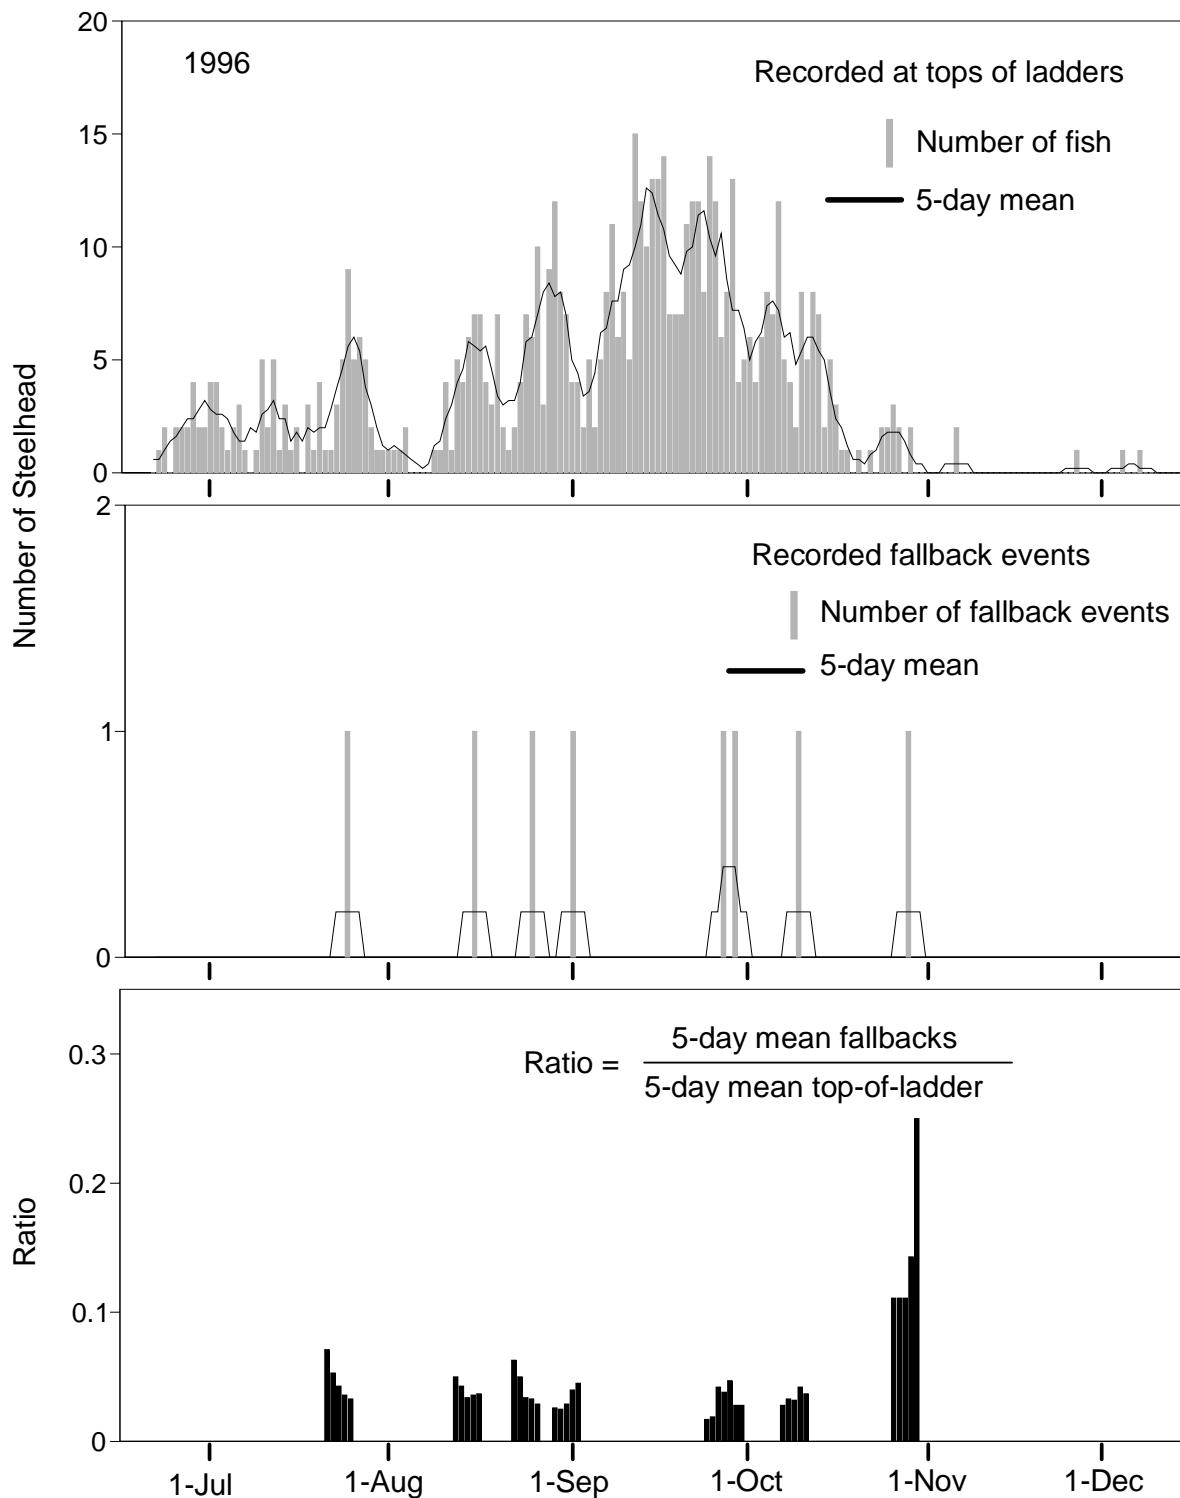 20
1996
Recorded at tops of ladders
15
Number of fish
5-day mean
10
5
0
Number of Steelhead
2
Recorded fallback events
Number of fallback events
5-day mean
1
0
0.3
Ratio =
5-day mean fallbacks
5-day mean top-of-ladder
0.2
Ratio
0.1
0
1-Jul 1-Aug 1-Sep 1-Oct 1-Nov 1-Dec